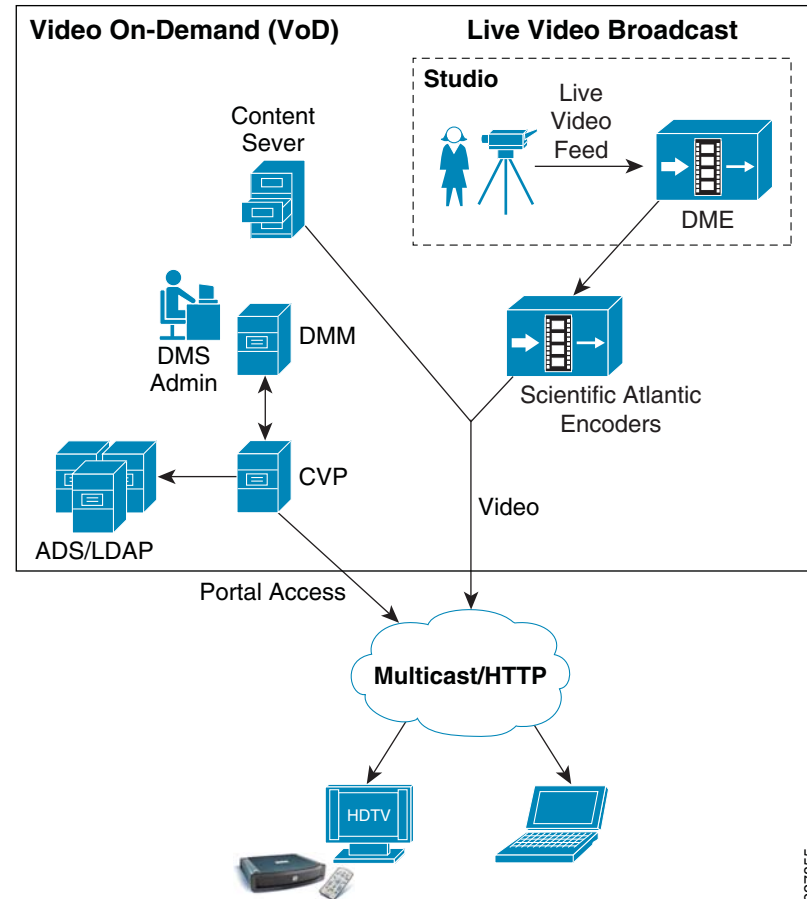 Video On-Demand (VoD)
Live Video Broadcast
Studio
Live
Video
Feed
DME
Content
Sever
DMS
Admin
DMM
Scientific Atlantic
Encoders
CVP
ADS/LDAP
Video
Portal Access
Multicast/HTTP
HDTV